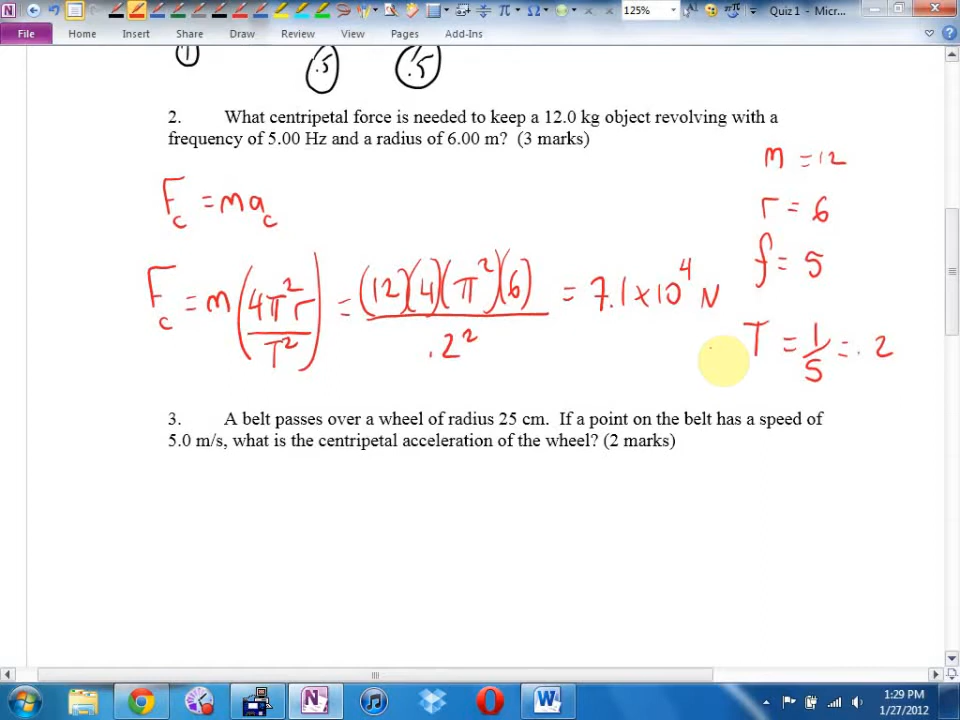 125% Quiz 1 - Micr...
File Home Insert Share Draw Review View Pages Add-Ins
1 .5 .5
2. What centripetal force is needed to keep a 12.0 kg object revolving with a
frequency of 5.00 Hz and a radius of 6.00 m? (3 marks)
m = 12
F_c = ma_c
r = 6
f = 5
F_c = m(4π²r/T²) = (12)(4)(π²)(6)/.2² = 7.1 x 10⁴ N
T = 1/5 = .2
3. A belt passes over a wheel of radius 25 cm. If a point on the belt has a speed of
5.0 m/s, what is the centripetal acceleration of the wheel? (2 marks)
1:29 PM
1/27/2012